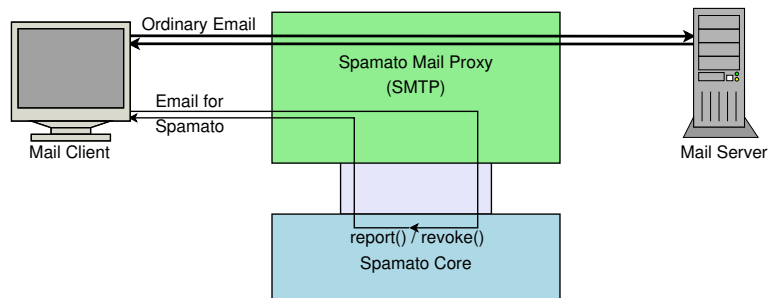 Ordinary Email
Spamato Mail Proxy
(SMTP)
Email for
Spamato
Mail Client
Mail Server
report() / revoke()
Spamato Core